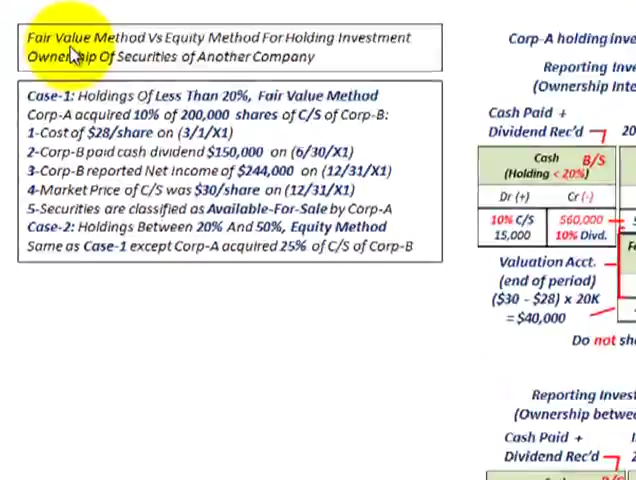 Fair Value Method Vs Equity Method For Holding Investment
Ownership Of Securities of Another Company
Case-1: Holdings Of Less Than 20%, Fair Value Method
Corp-A acquired 10% of 200,000 shares of C/S of Corp-B:
1-Cost of $28/share on (3/1/X1)
2-Corp-B paid cash dividend $150,000 on (6/30/X1)
3-Corp-B reported Net Income of $244,000 on (12/31/X1)
4-Market Price of C/S was $30/share on (12/31/X1)
5-Securities are classified as Available-For-Sale by Corp-A
Case-2: Holdings Between 20% And 50%, Equity Method
Same as Case-1 except Corp-A acquired 25% of C/S of Corp-B
Corp-A holding inve
Reporting Inve
(Ownership Inte
Cash Paid +
Dividend Rec'd
20
Cash B/S
(Holding < 20%)
Dr (+) Cr (-)
10% C/S 560,000
15,000 10% Divd.
Valuation Acct.
(end of period)
($30 - $28) x 20K
= $40,000
Do not sh
Reporting Invest
(Ownership betwe
Cash Paid +
Dividend Rec'd